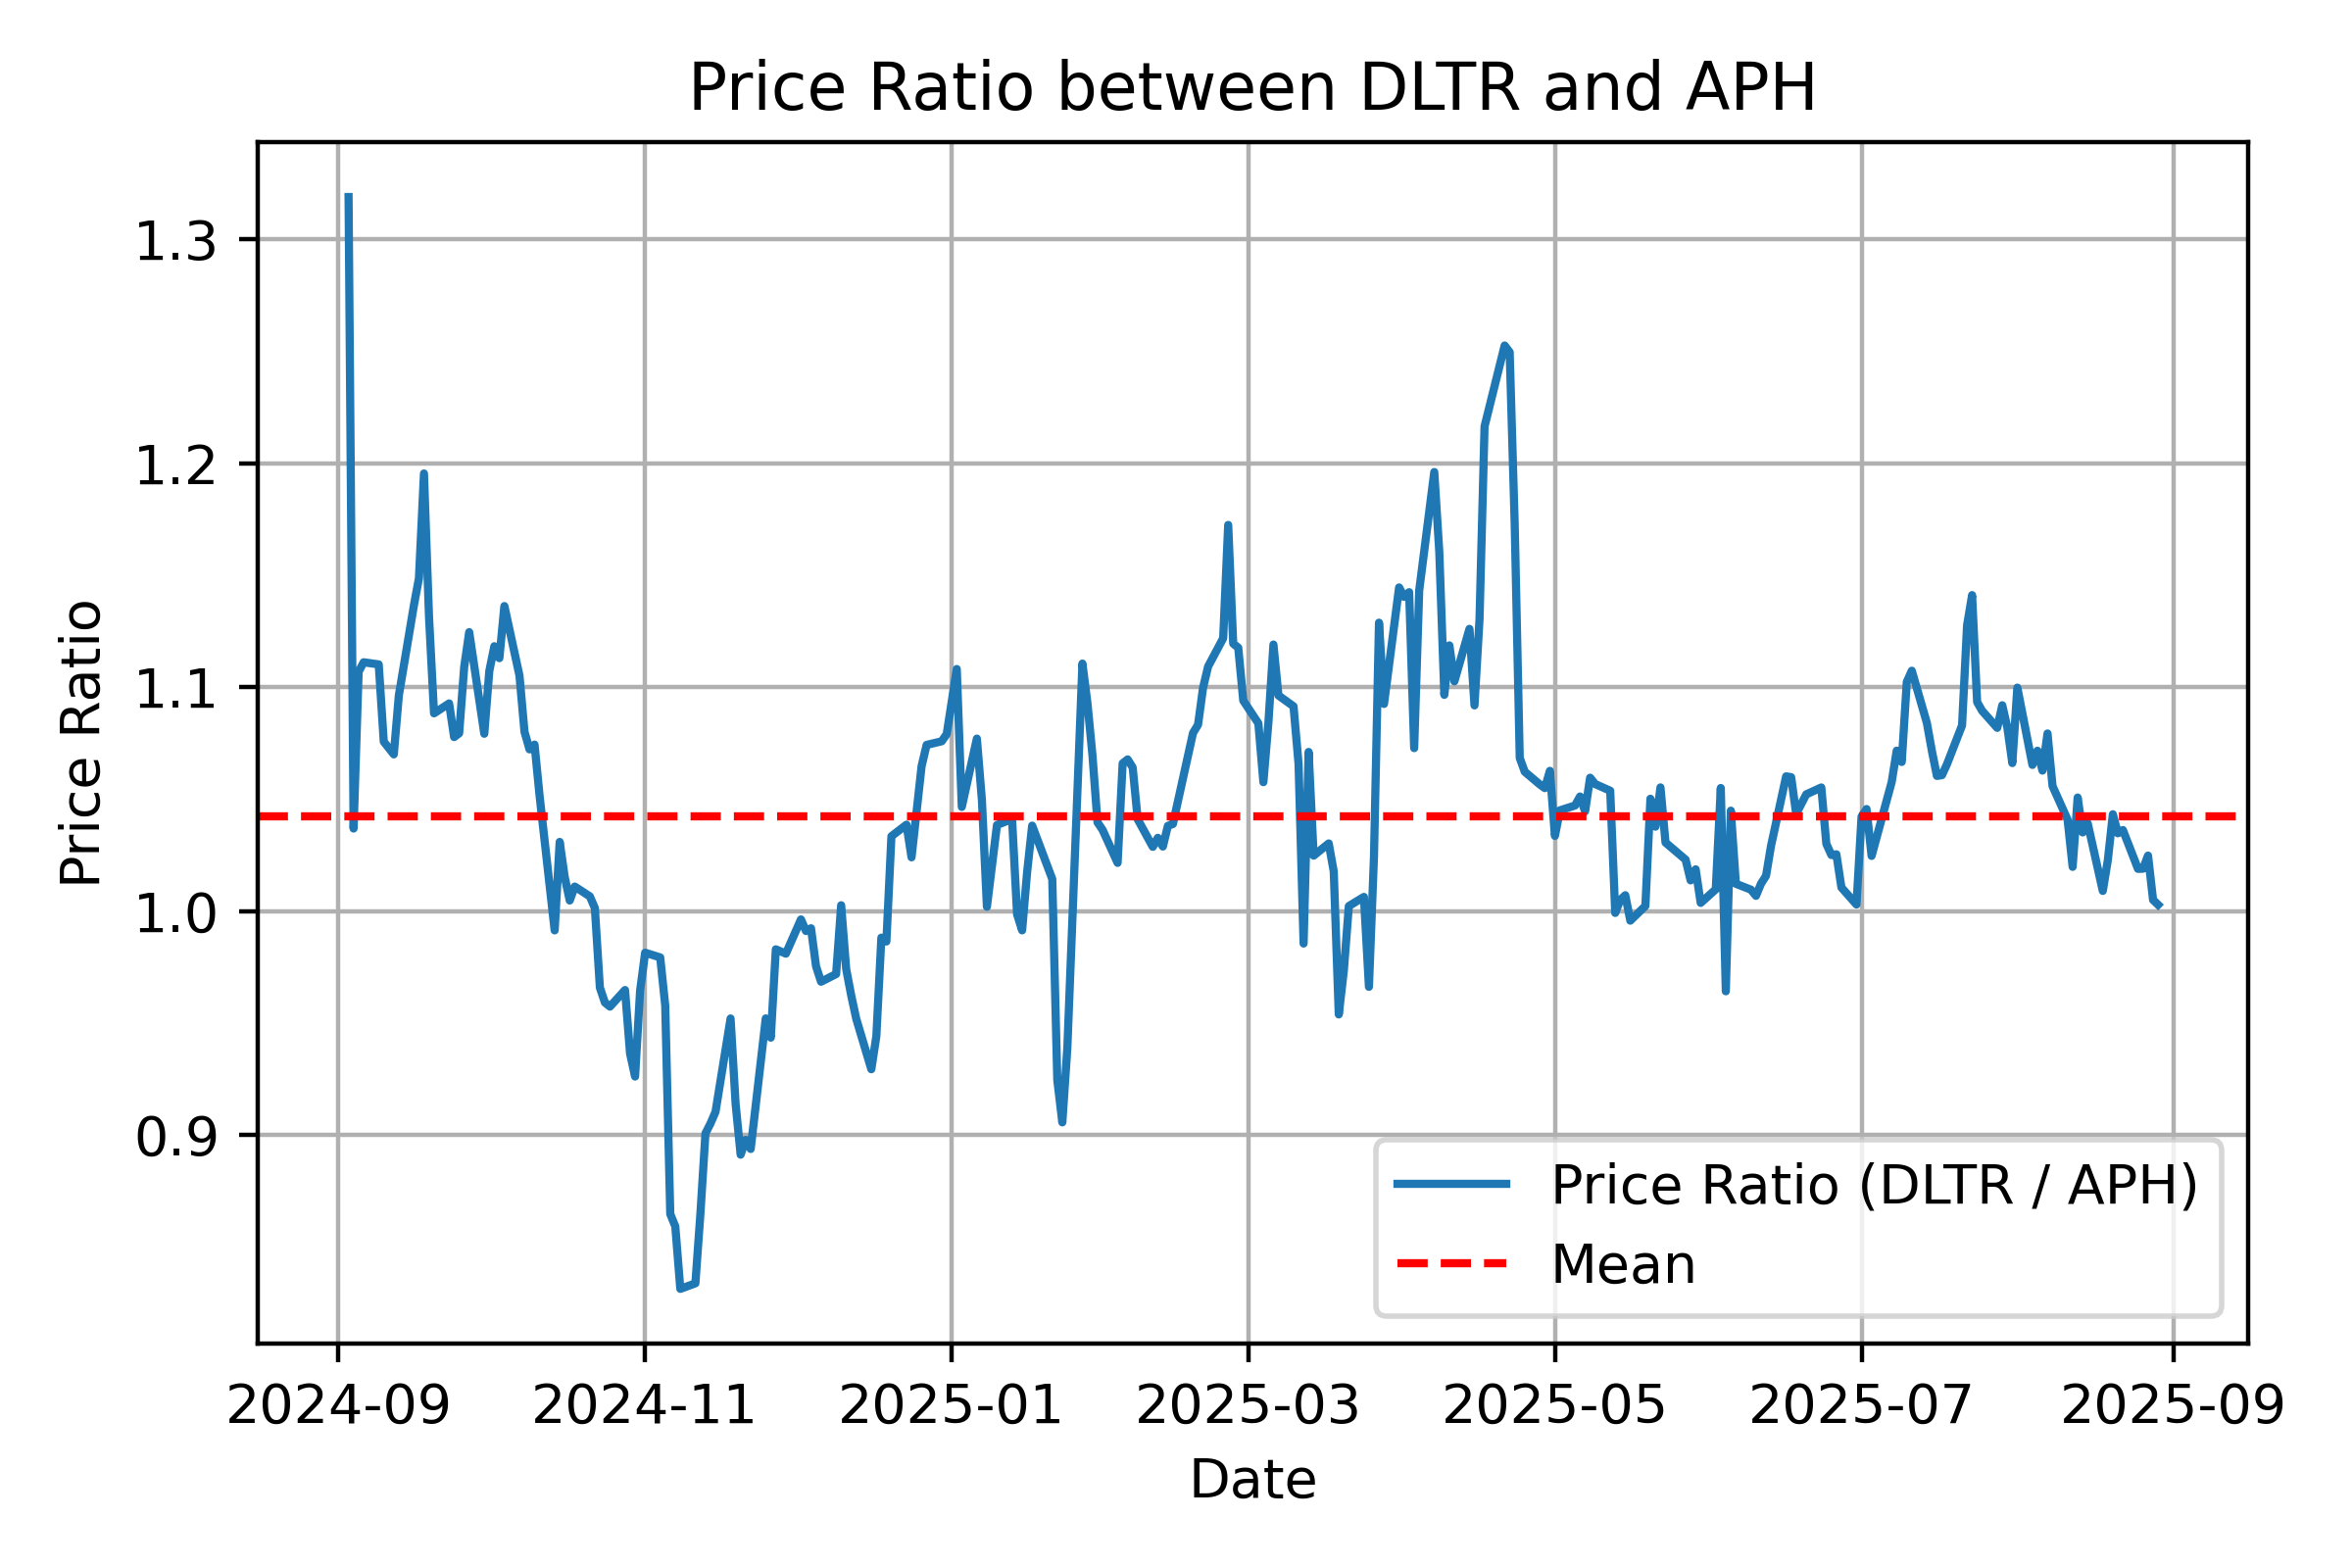 Price Ratio between DLTR and APH
1.3
1.2
1.1
1.0
0.9
Price Ratio
Price Ratio (DLTR / APH)
Mean
2024-09 2024-11 2025-01 2025-03 2025-05 2025-07 2025-09
Date